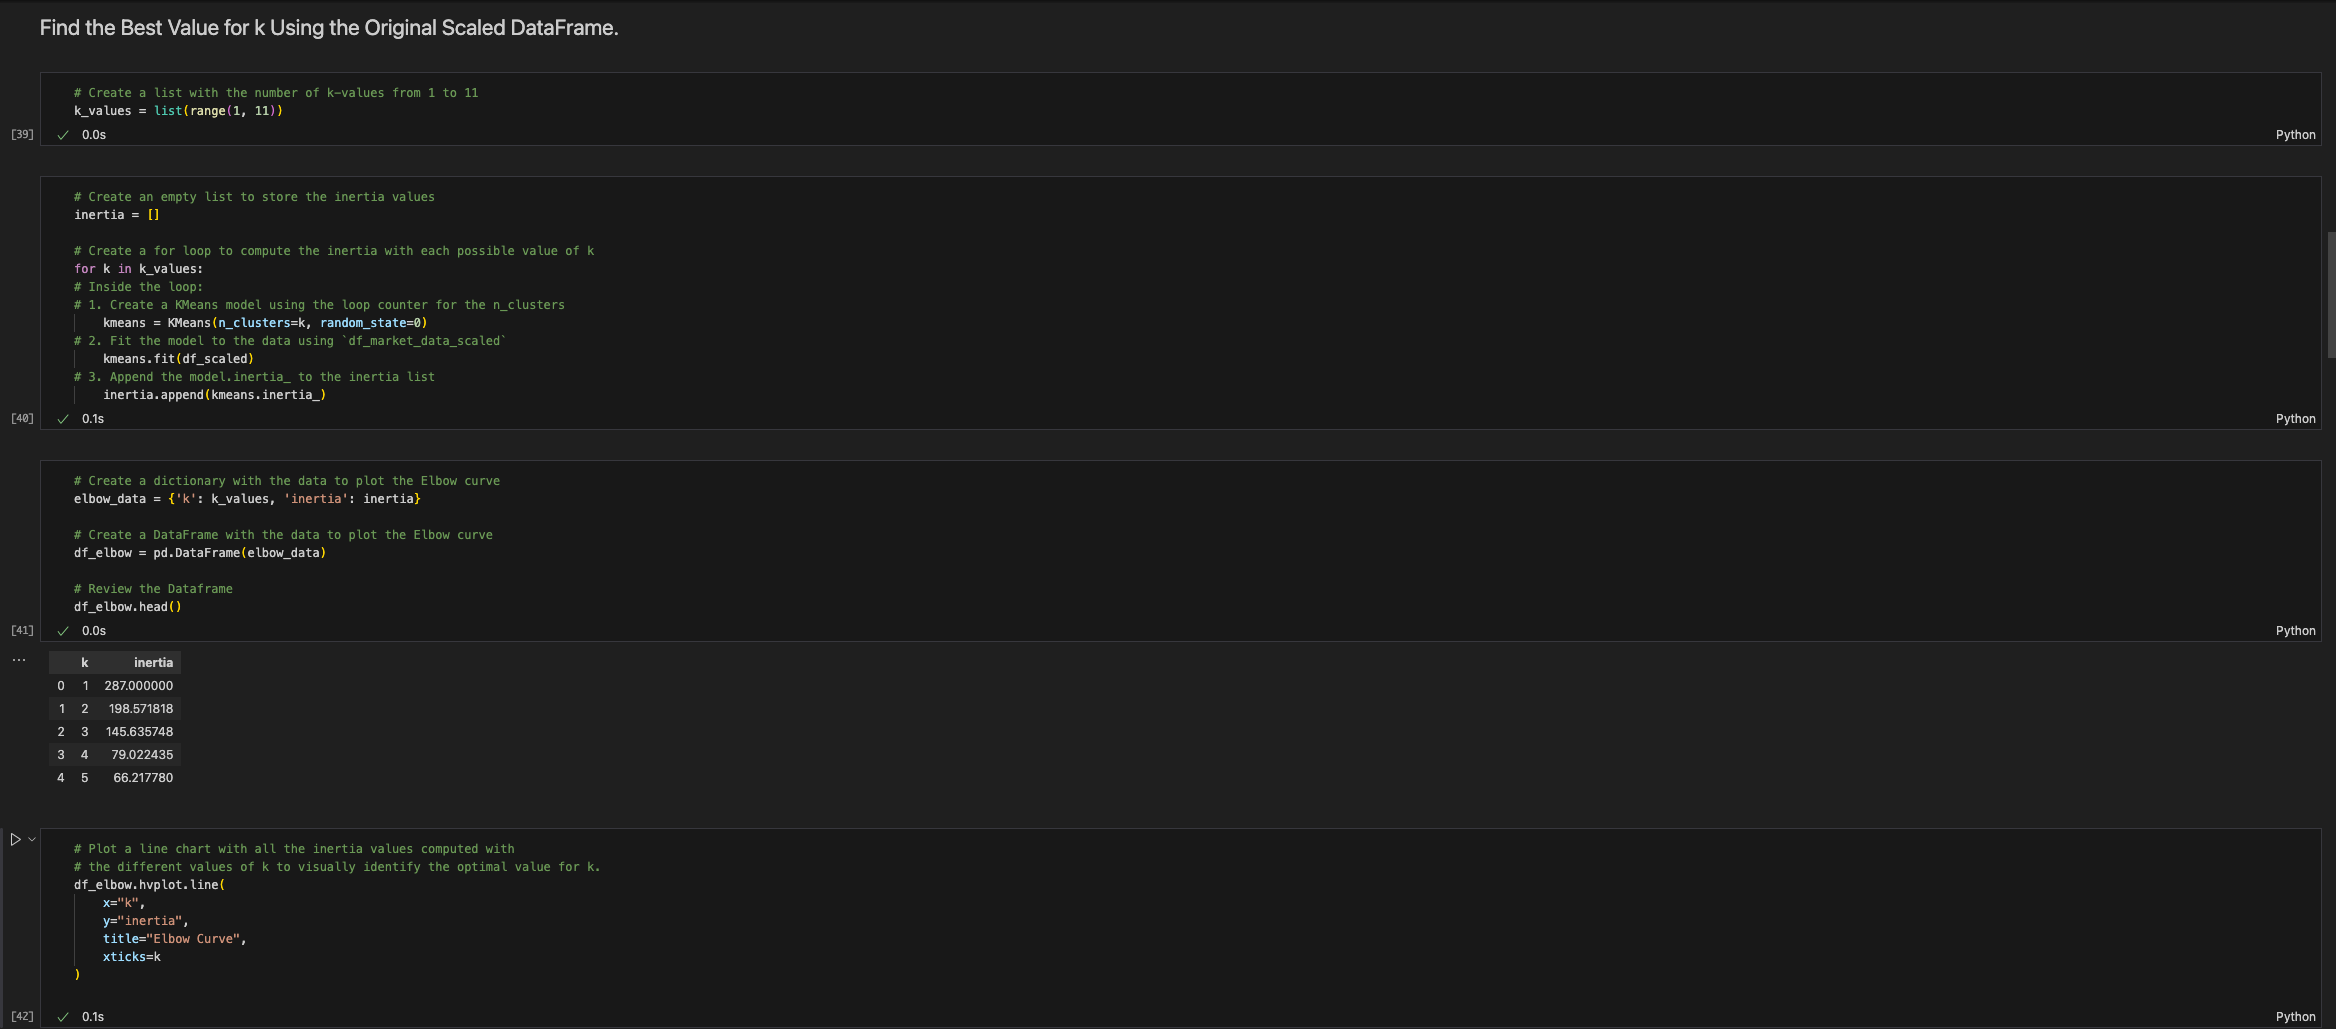 Find the Best Value for k Using the Original Scaled DataFrame.
# Create a list with the number of k-values from 1 to 11
k_values = list(range(1, 11))
[39]
0.0s
Python
# Create an empty list to store the inertia values
inertia = []
# Create a for loop to compute the inertia with each possible value of k
for k in k_values:
# Inside the loop:
# 1. Create a KMeans model using the loop counter for the n_clusters
kmeans = KMeans(n_clusters=k, random_state=0)
# 2. Fit the model to the data using `df_market_data_scaled`
kmeans.fit(df_scaled)
# 3. Append the model.inertia_ to the inertia list
inertia.append(kmeans.inertia_)
[40]
0.1s
Python
# Create a dictionary with the data to plot the Elbow curve
elbow_data = {'k': k_values, 'inertia': inertia}
# Create a DataFrame with the data to plot the Elbow curve
df_elbow = pd.DataFrame(elbow_data)
# Review the Dataframe
df_elbow.head()
[41]
0.0s
Python
...
k inertia
0 1 287.000000
1 2 198.571818
2 3 145.635748
3 4 79.022435
4 5 66.217780
# Plot a line chart with all the inertia values computed with
# the different values of k to visually identify the optimal value for k.
df_elbow.hvplot.line(
x="k",
y="inertia",
title="Elbow Curve",
xticks=k
)
[42]
0.1s
Python